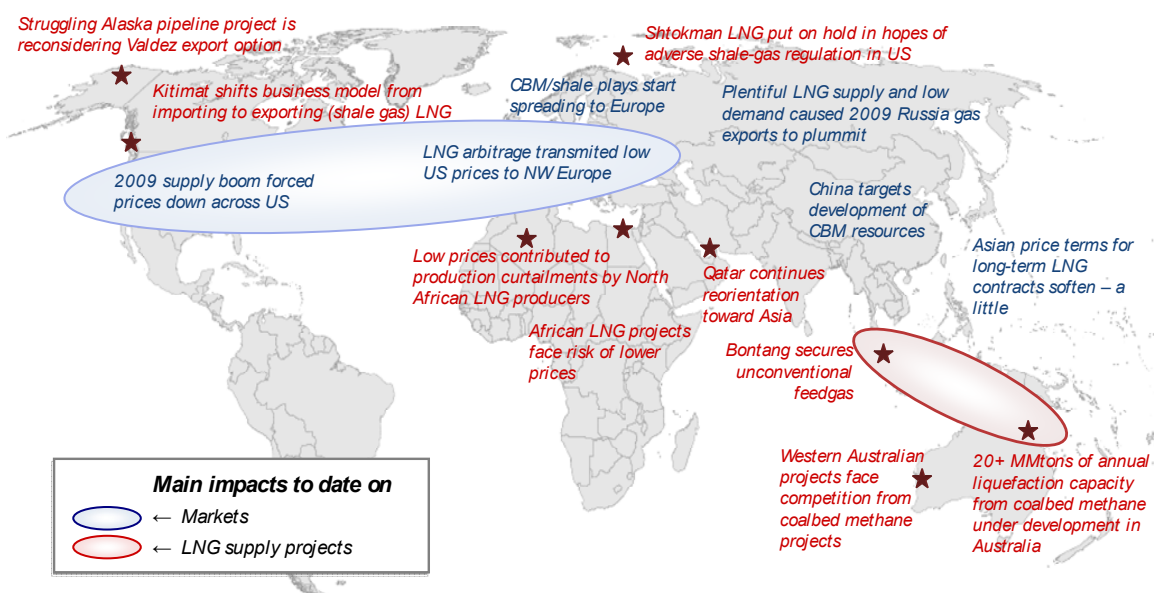 Struggling Alaska pipeline project is
reconsidering Valdez export option
Shtokman LNG put on hold in hopes of
adverse shale-gas regulation in US
Kitimat shifts business model from
importing to exporting (shale gas) LNG
CBM/shale plays start
spreading to Europe
Plentiful LNG supply and low
demand caused 2009 Russia gas
exports to plummit
2009 supply boom forced
prices down across US
LNG arbitrage transmited low
US prices to NW Europe
China targets
development of
CBM resources
Asian price terms for
long-term LNG
contracts soften – a
little
Low prices contributed to
production curtailments by North
African LNG producers
Qatar continues
reorientation
toward Asia
African LNG projects
face risk of lower
prices
Bontang secures
unconventional
feedgas
Western Australian
projects face
competition from
coalbed methane
projects
20+ MMtons of annual
liquefaction capacity
from coalbed methane
under development in
Australia
Main impacts to date on
← Markets
← LNG supply projects